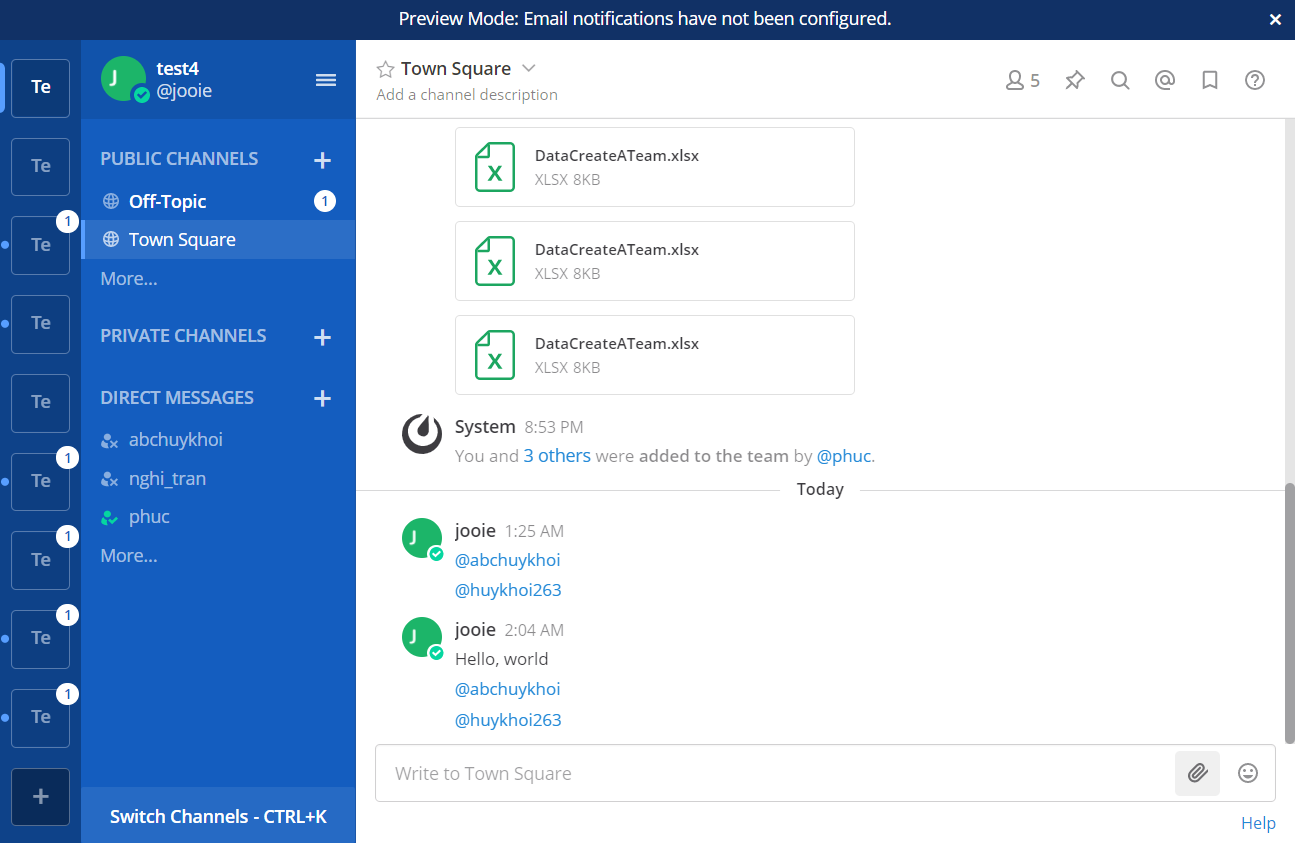 Preview Mode: Email notifications have not been configured.
Te
Te
Te
1
Te
Te
Te
1
Te
1
Te
1
Te
1
J
test4
@jooie
PUBLIC CHANNELS
Off-Topic
1
Town Square
More...
PRIVATE CHANNELS
DIRECT MESSAGES
abchuykhoi
nghi_tran
phuc
More...
Switch Channels - CTRL+K
Town Square
Add a channel description
5
DataCreateATeam.xlsx
XLSX 8KB
DataCreateATeam.xlsx
XLSX 8KB
DataCreateATeam.xlsx
XLSX 8KB
System 8:53 PM
You and 3 others were added to the team by @phuc.
Today
J
jooie 1:25 AM
@abchuykhoi
@huykhoi263
J
jooie 2:04 AM
Hello, world
@abchuykhoi
@huykhoi263
Write to Town Square
Help